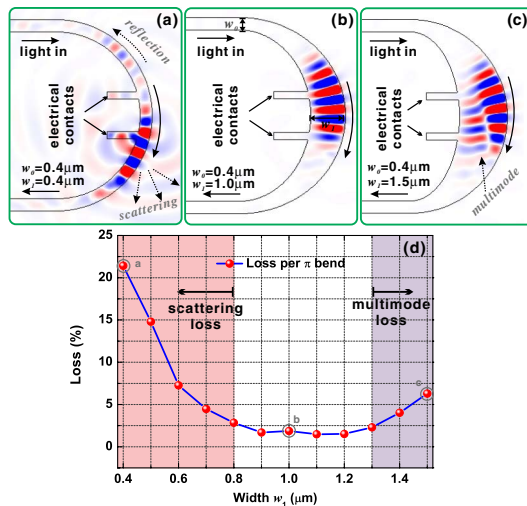 (a)
reflection
light in
electrical
contacts
w₀=0.4μm
w₁=0.4μm
scattering
(b)
w₀
light in
electrical
contacts
w₁
w₀=0.4μm
w₁=1.0μm
(c)
light in
electrical
contacts
w₀=0.4μm
w₁=1.5μm
multimode
(d)
Loss per π bend
scattering
loss
multimode
loss
a
b
c
Loss (%)
25
20
15
10
5
0
0.4 0.6 0.8 1.0 1.2 1.4
Width w₁ (μm)